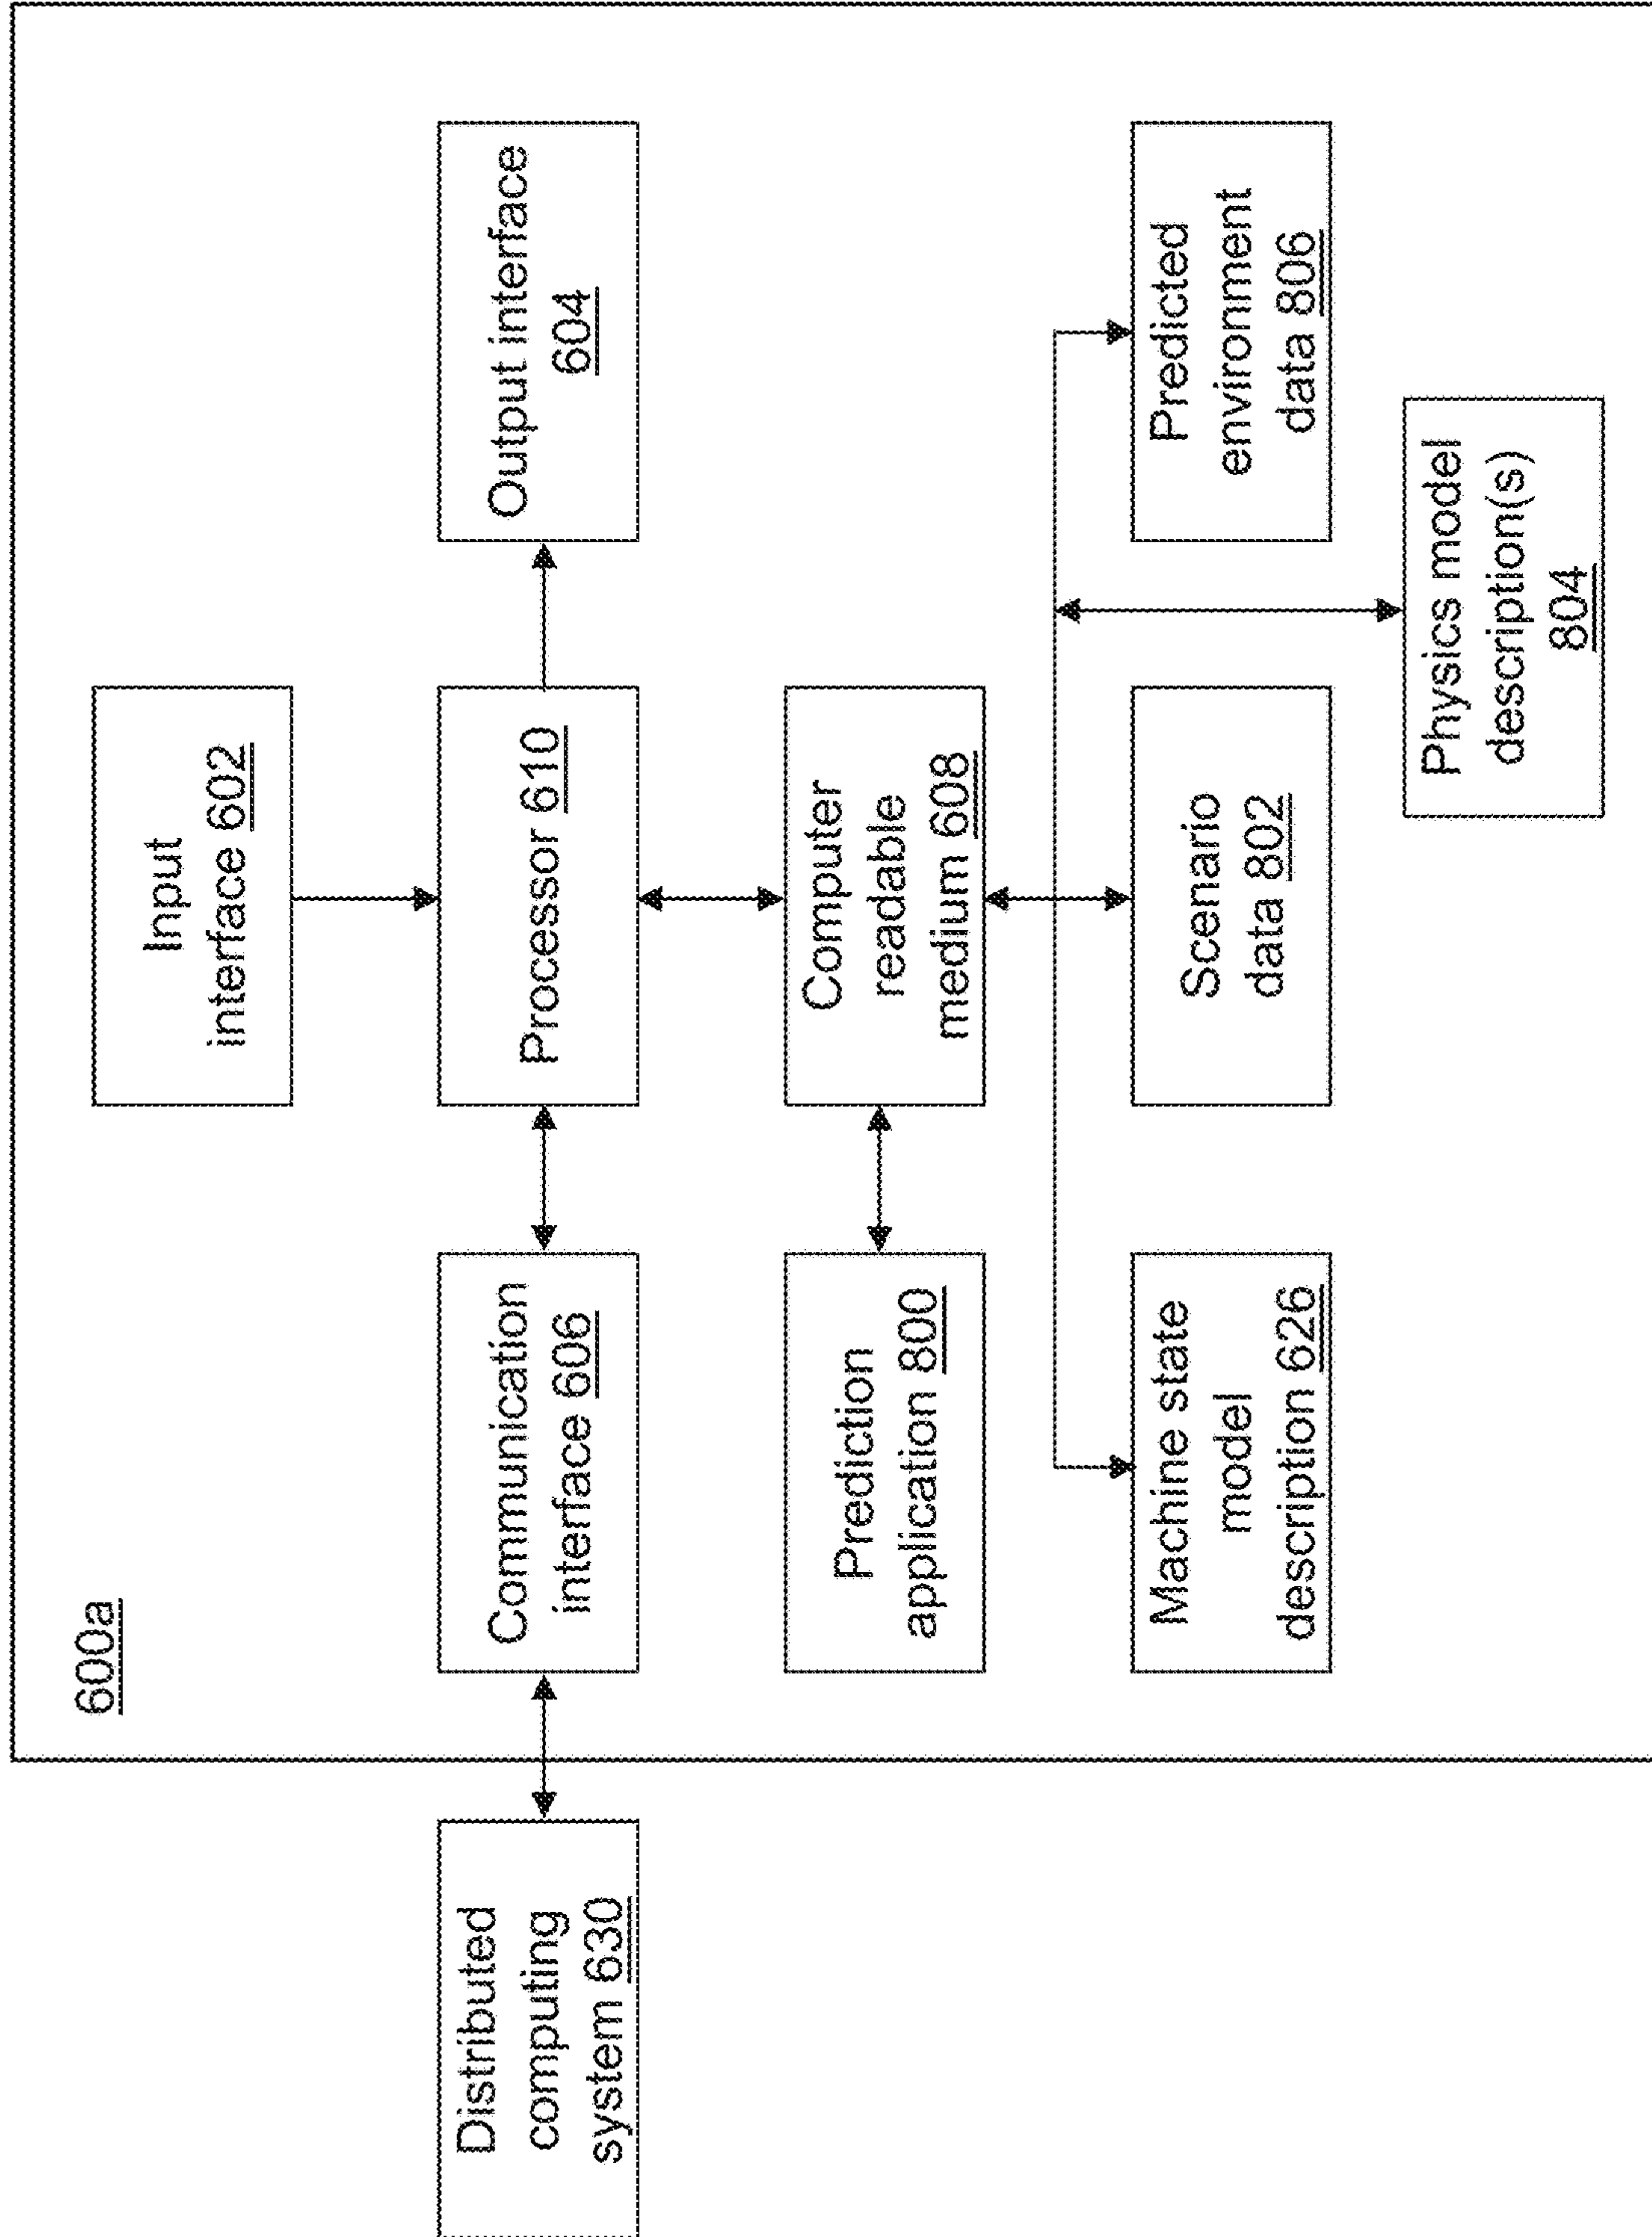 600a
Input
interface 602
Distributed
computing
system 630
Communication
interface 606
Processor 610
Output interface
604
Prediction
application 800
Computer
readable
medium 608
Machine state
model
description 626
Scenario
data 802
Predicted
environment
data 806
Physics model
description(s)
804